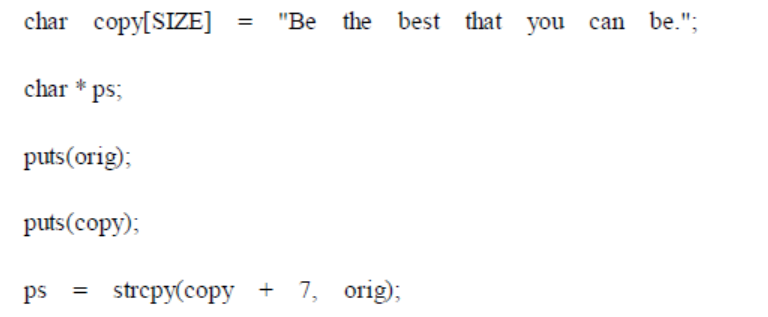 char copy[SIZE] = "Be the best that you can be.";
char * ps;
puts(orig);
puts(copy);
ps = strcpy(copy + 7, orig);